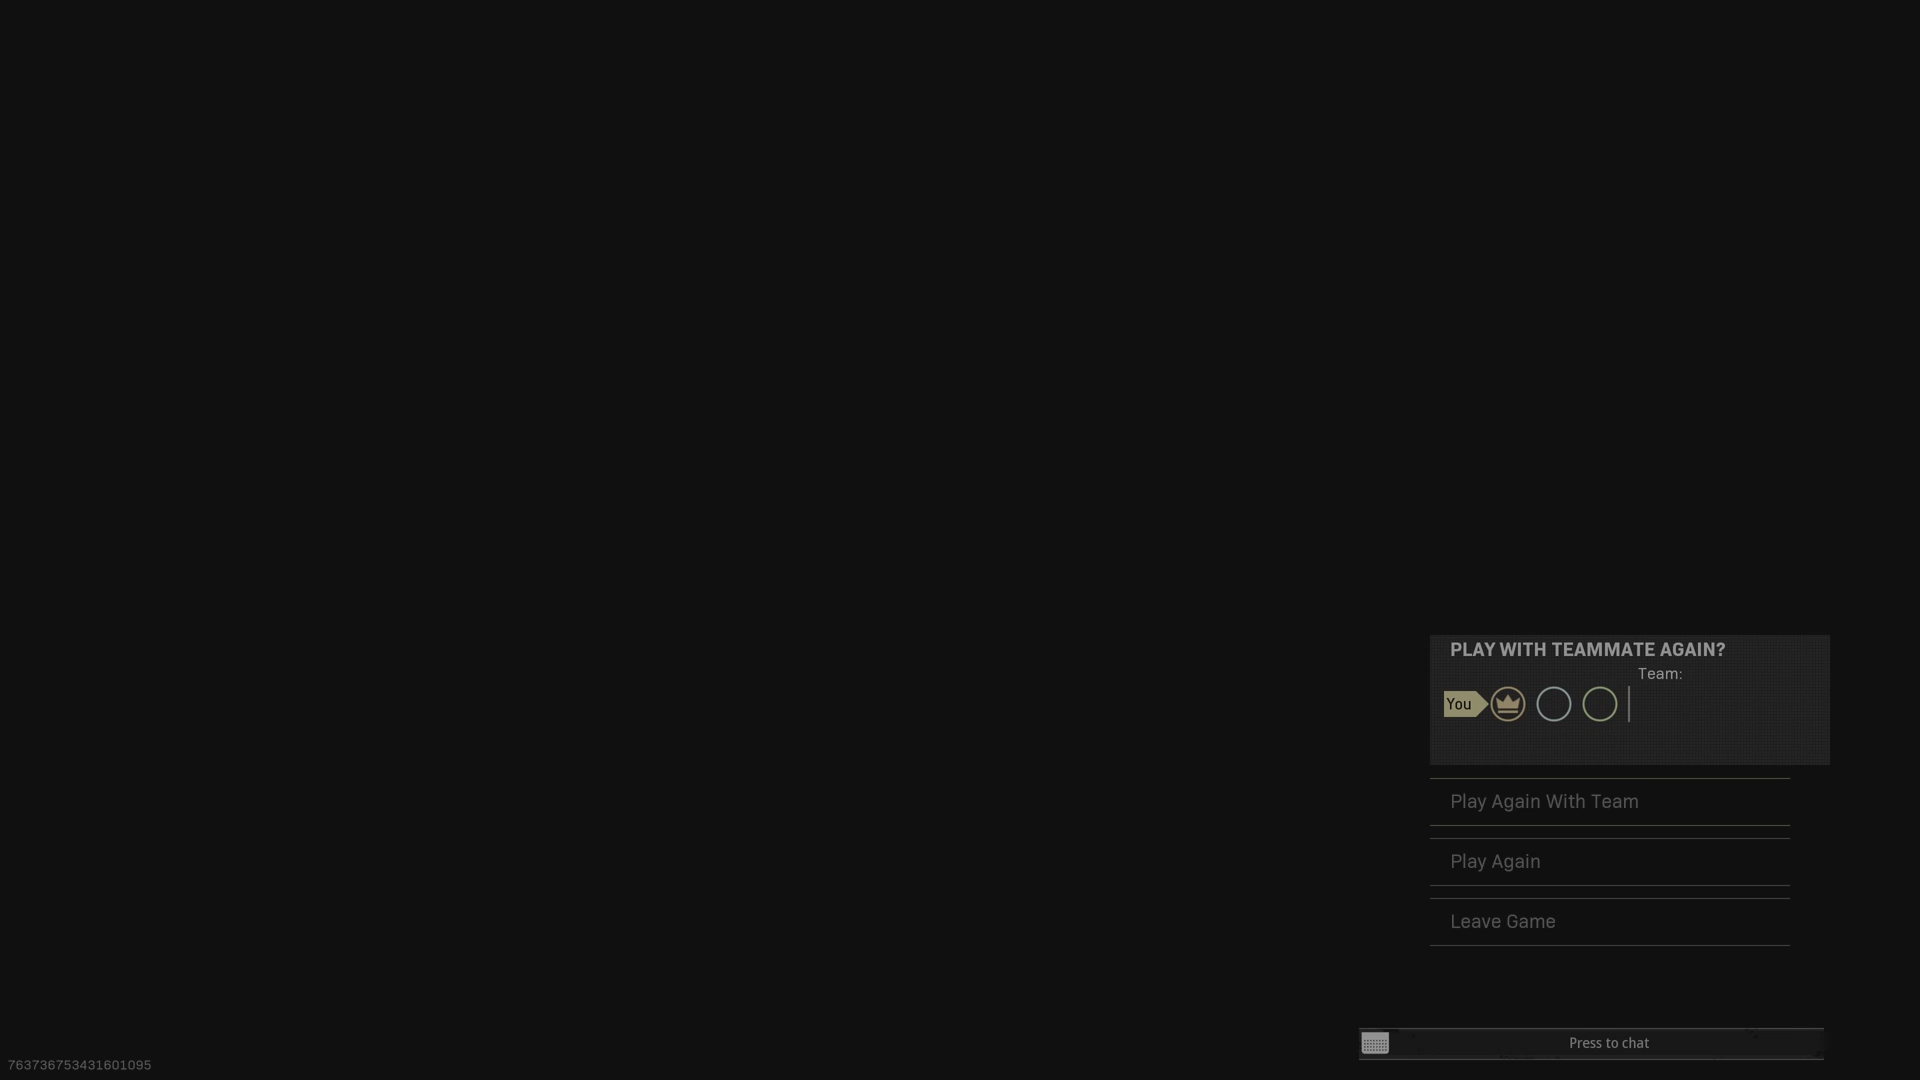 PLAY WITH TEAMMATE AGAIN?
Team:
You
Play Again With Team
Play Again
Leave Game
Press to chat
763736753431601095